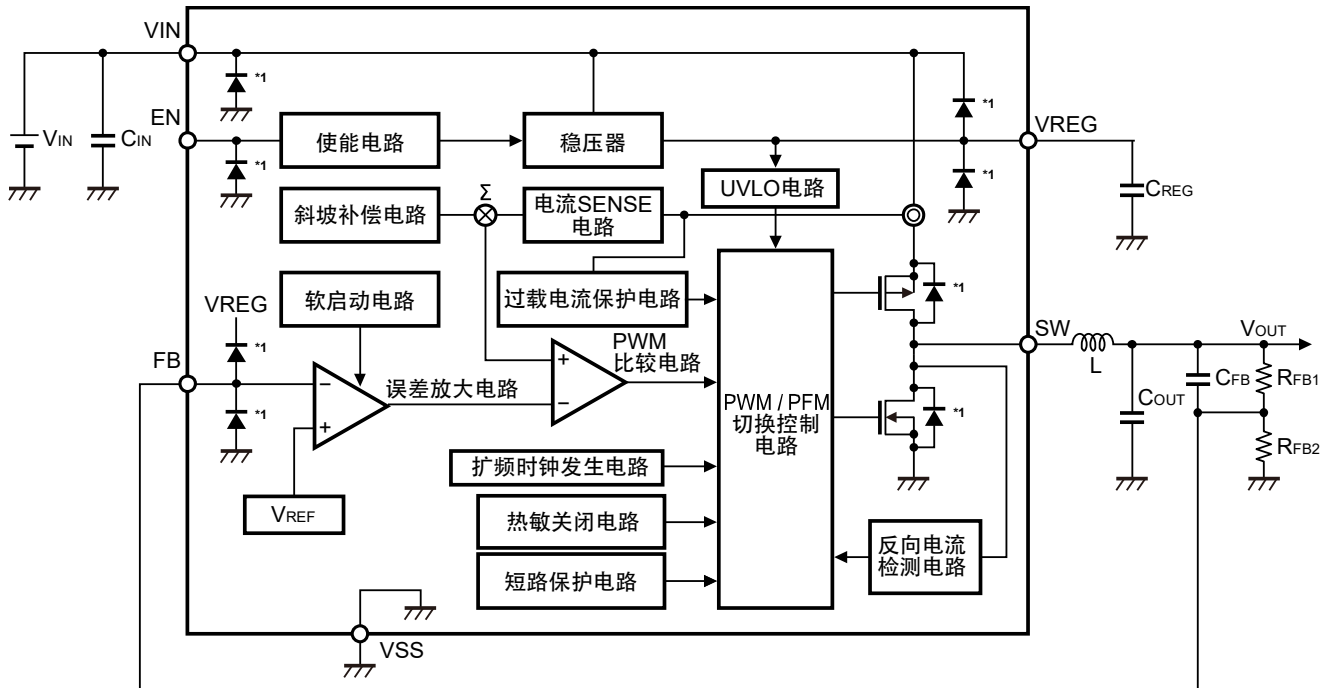 VIN
*1
EN
VIN
CIN
*1
使能电路
稳压器
*1
VREG
*1
UVLO电路
CREG
斜坡补偿电路
Σ
电流SENSE
电路
软启动电路
过载电流保护电路
*1
VREG
*1
FB
*1
误差放大电路
PWM
比较电路
SW
L
VOUT
CFB
RFB1
COUT
RFB2
PWM / PFM
切换控制
电路
*1
扩频时钟发生电路
VREF
热敏关闭电路
短路保护电路
反向电流
检测电路
VSS